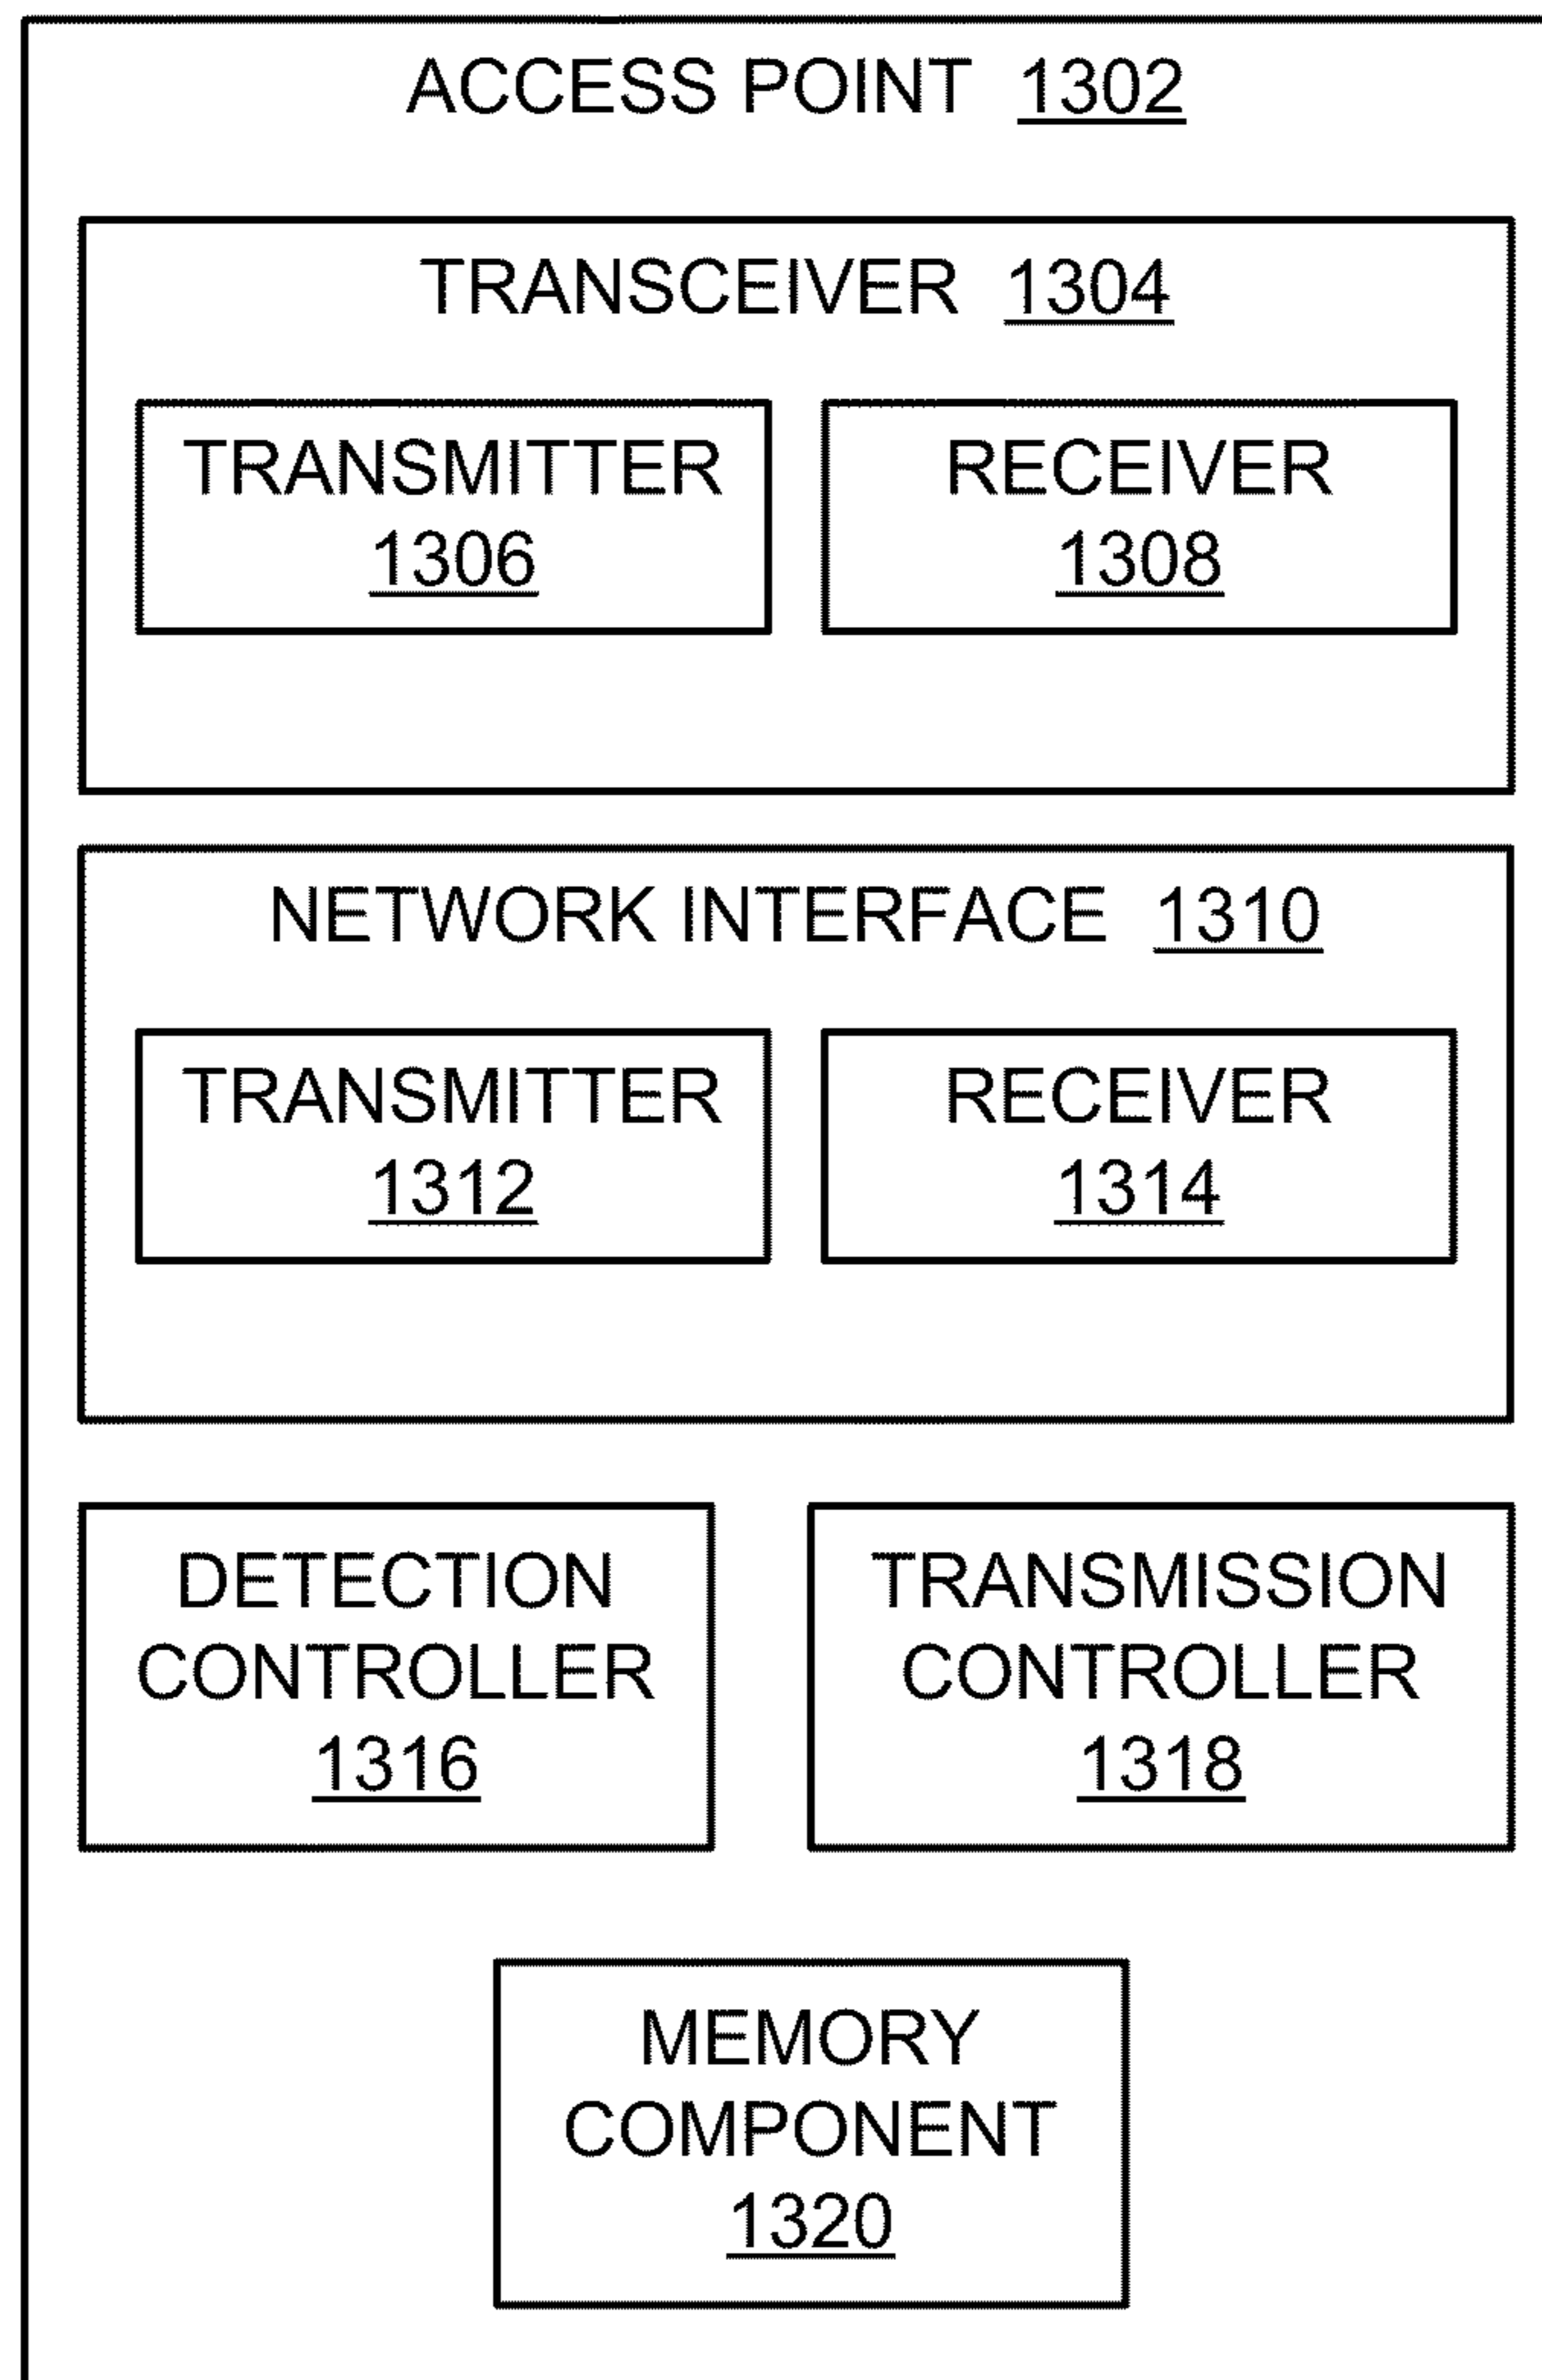 ACCESS POINT 1302
TRANSCEIVER 1304
TRANSMITTER
1306
RECEIVER
1308
NETWORK INTERFACE 1310
TRANSMITTER
1312
RECEIVER
1314
DETECTION
CONTROLLER
1316
TRANSMISSION
CONTROLLER
1318
MEMORY
COMPONENT
1320